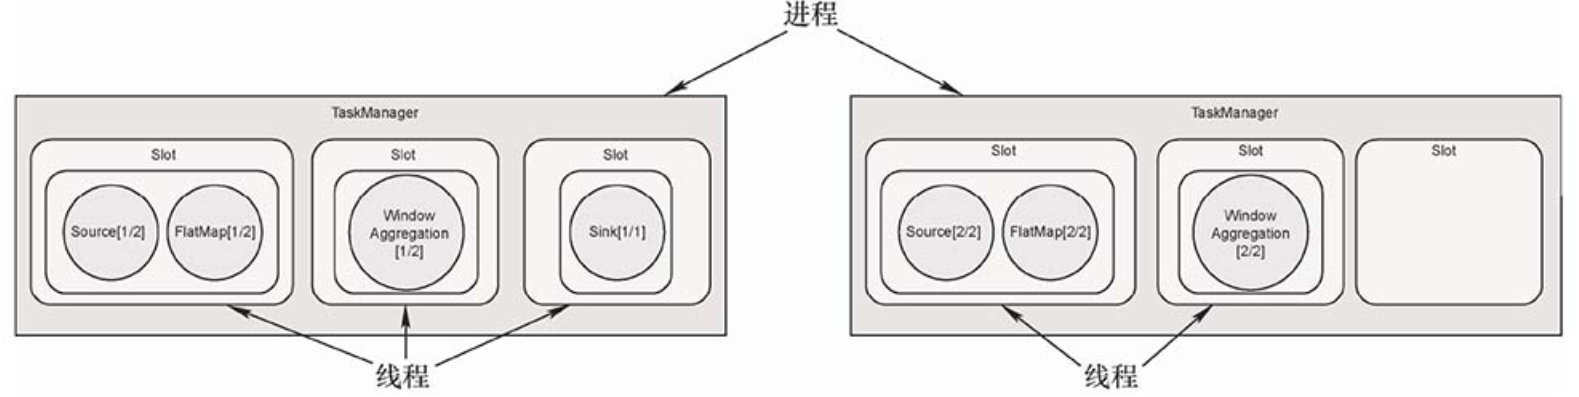 进程
TaskManager
Slot
Source[1/2]
FlatMap[1/2]
Slot
Window
Aggregation
[1/2]
Slot
Sink[1/1]
线程
TaskManager
Slot
Source[2/2]
FlatMap[2/2]
Slot
Window
Aggregation
[2/2]
Slot
线程